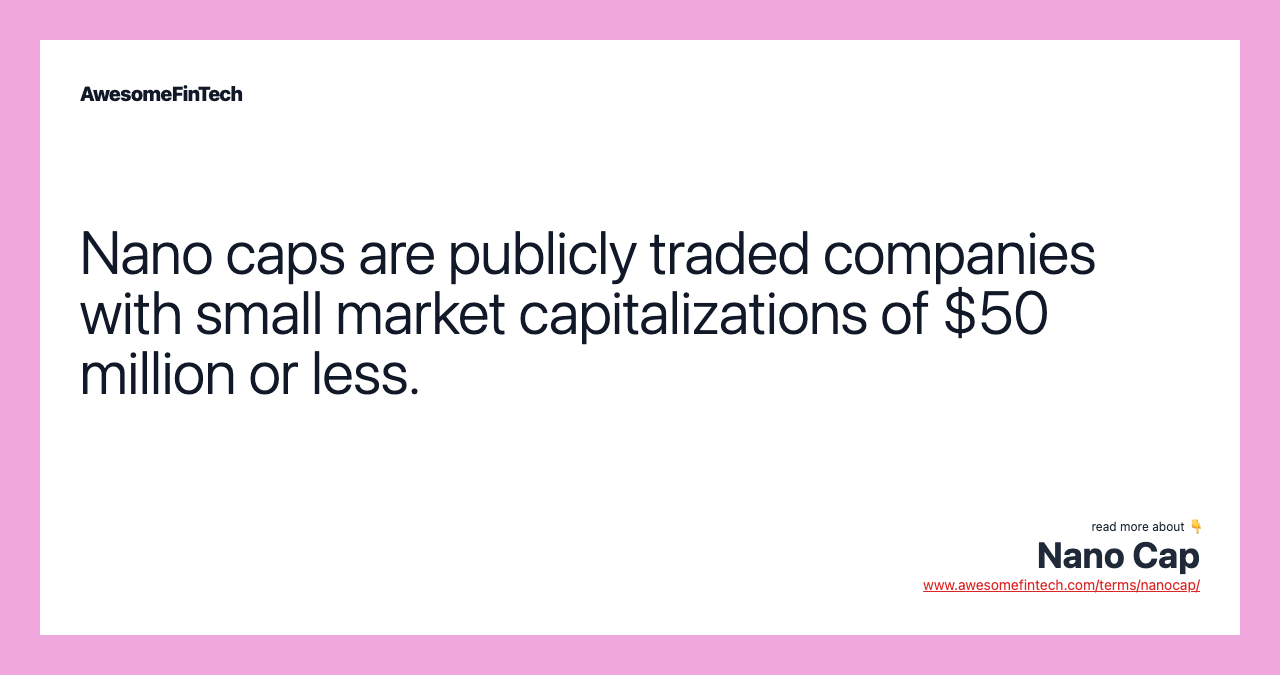 AwesomeFinTech
Nano caps are publicly traded companies
with small market capitalizations of $50
million or less.
read more about 👇
Nano Cap
www.awesomefintech.com/terms/nanocap/